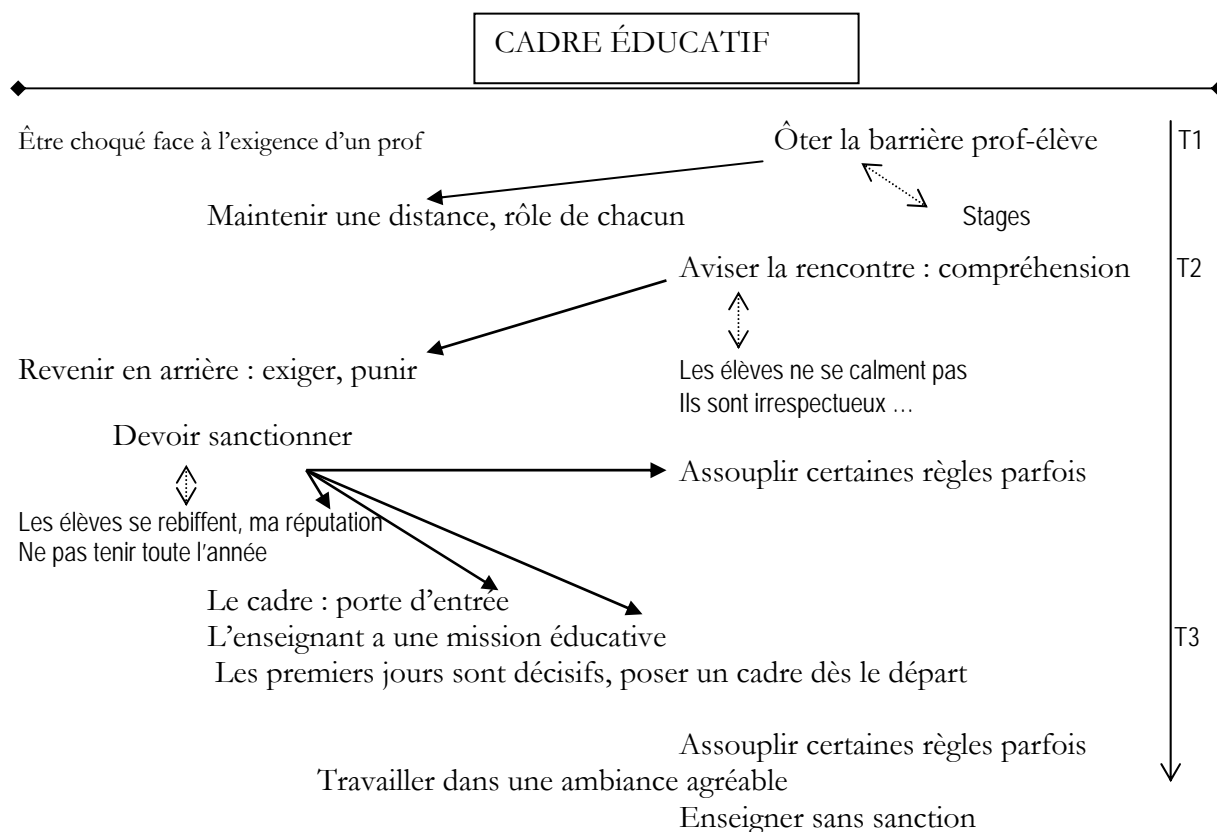 CADRE ÉDUCATIF
Être choqué face à l'exigence d'un prof
Ôter la barrière prof-élève
T1
Maintenir une distance, rôle de chacun
Stages
Aviser la rencontre : compréhension
T2
Revenir en arrière : exiger, punir
Les élèves ne se calment pas
Ils sont irrespectueux …
Devoir sanctionner
Assouplir certaines règles parfois
Les élèves se rebiffent, ma réputation
Ne pas tenir toute l'année
Le cadre : porte d'entrée
L'enseignant a une mission éducative
T3
Les premiers jours sont décisifs, poser un cadre dès le départ
Assouplir certaines règles parfois
Travailler dans une ambiance agréable
Enseigner sans sanction